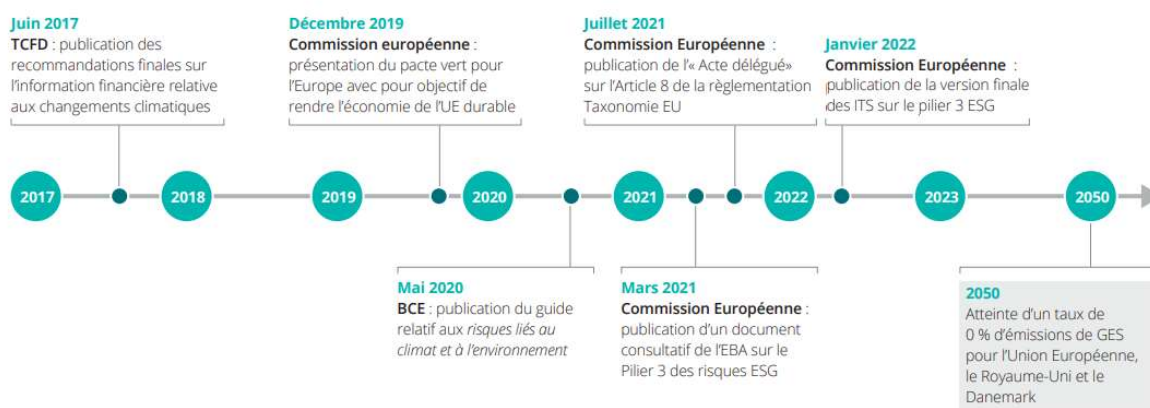 Juin 2017
TCFD : publication des
recommandations finales sur
l'information financière relative
aux changements climatiques
Décembre 2019
Commission européenne :
présentation du pacte vert pour
l'Europe avec pour objectif de
rendre l'économie de l'UE durable
Juillet 2021
Commission Européenne :
publication de l'« Acte délégué»
sur l'Article 8 de la règlementation
Taxonomie EU
Janvier 2022
Commission Européenne :
publication de la version finale
des ITS sur le pilier 3 ESG
2017 2018 2019 2020 2021 2022 2023 2050
Mai 2020
BCE : publication du guide
relatif aux risques liés au
climat et à l'environnement
Mars 2021
Commission Européenne :
publication d'un document
consultatif de l'EBA sur le
Pilier 3 des risques ESG
2050
Atteinte d'un taux de
0 % d'émissions de GES
pour l'Union Européenne,
le Royaume-Uni et le
Danemark